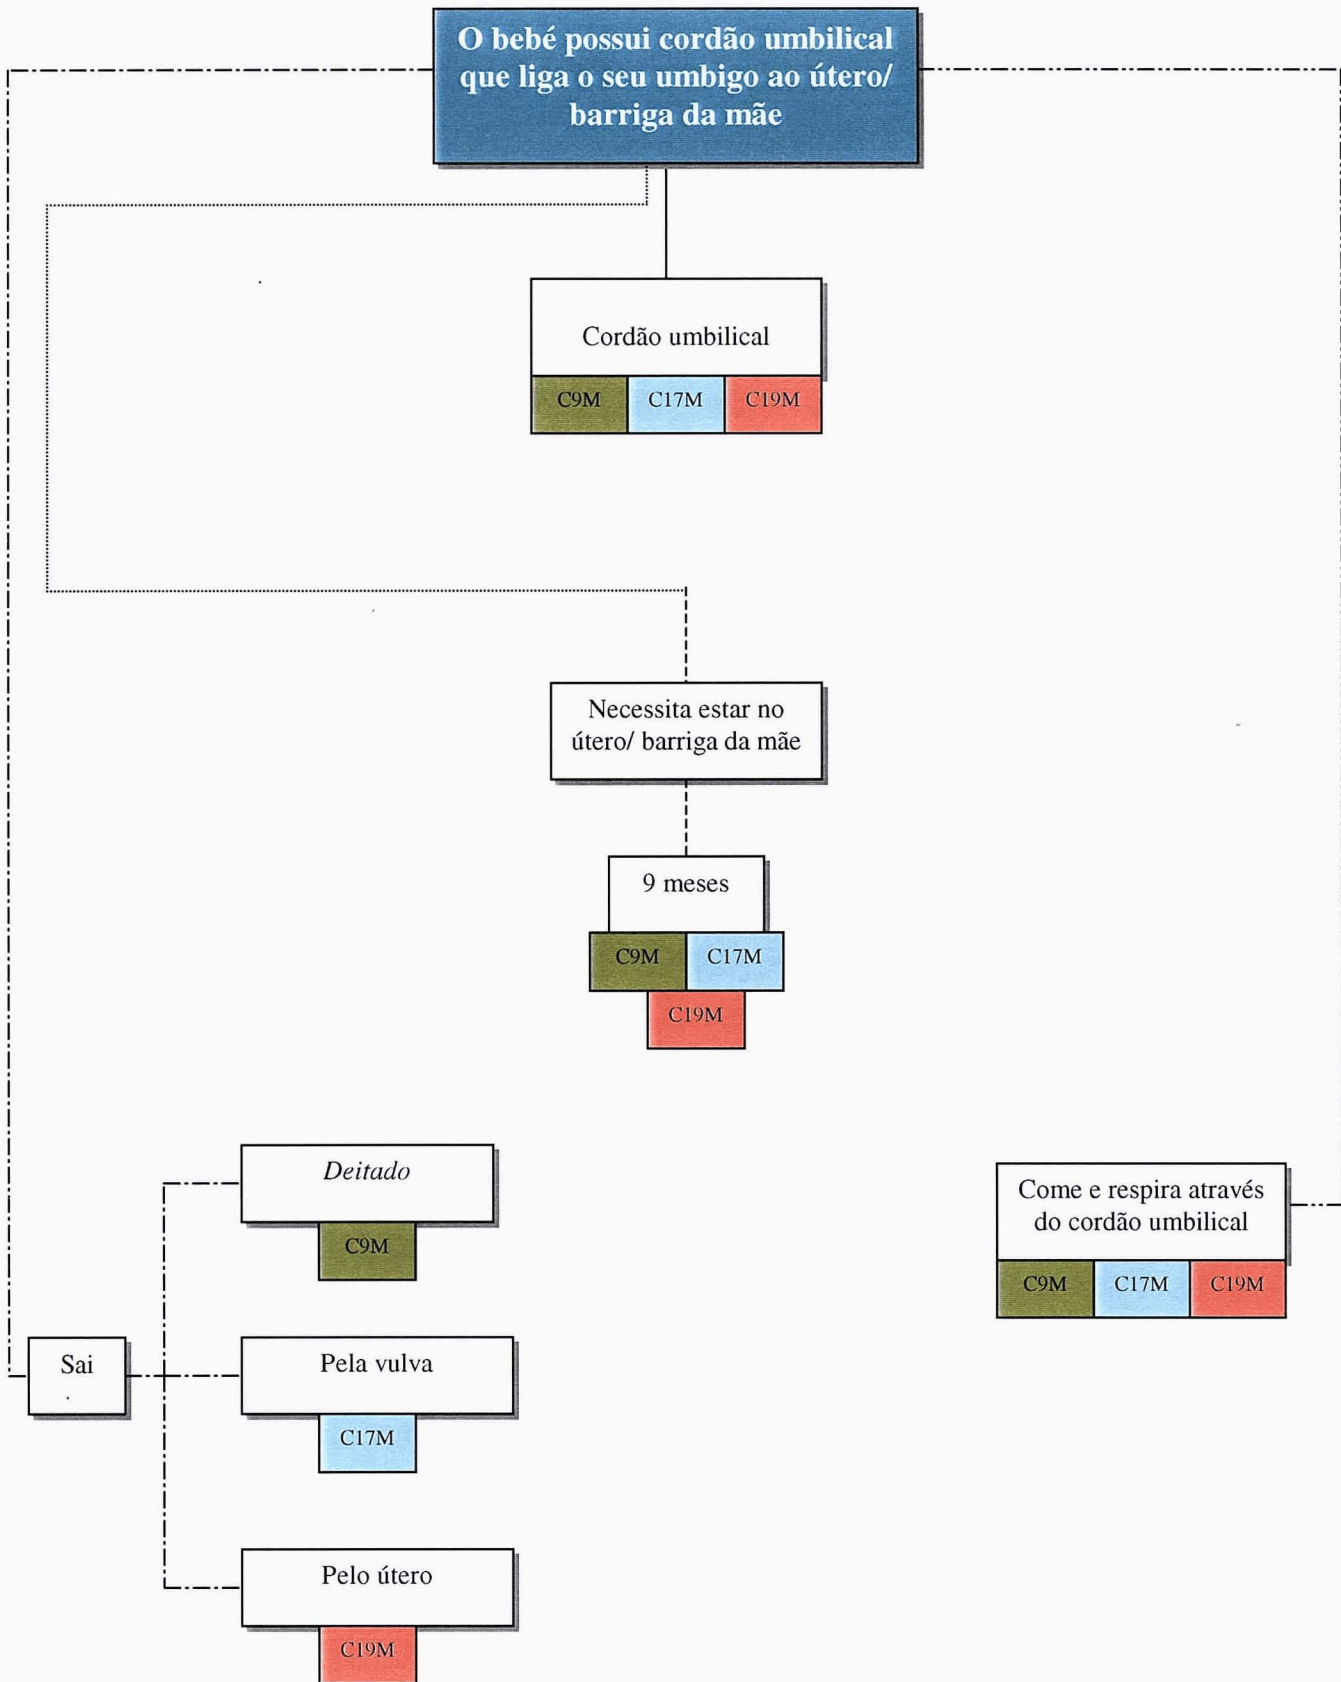 O bebé possui cordão umbilical
que liga o seu umbigo ao útero/
barriga da mãe
Cordão umbilical
C9M C17M C19M
Necessita estar no
útero/ barriga da mãe
9 meses
C9M C17M
C19M
Deitado
C9M
Come e respira através
do cordão umbilical
C9M C17M C19M
Sai
Pela vulva
C17M
Pelo útero
C19M